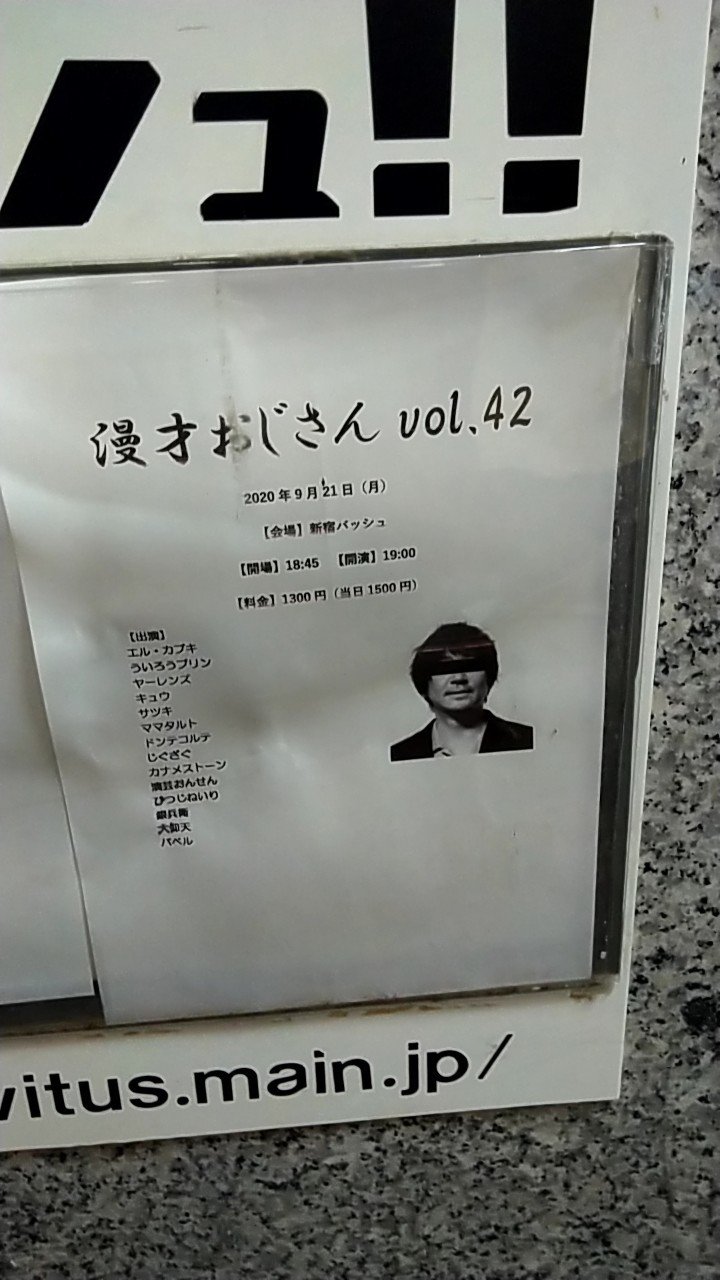 ッシュ!!
漫才おじさん vol.42
2020年9月21日（月）
【会場】新宿バッシュ
【開場】18:45 【開演】19:00
【料金】1300円（当日1500円）
【出演】
エル・カブキ
ういろうプリン
ヤーレンズ
キュウ
サツキ
ママタルト
ドンデコルテ
じぐざぐ
カナメストーン
演芸おんせん
ひつじねいり
銀兵衛
大仰天
バベル
vitus.main.jp/